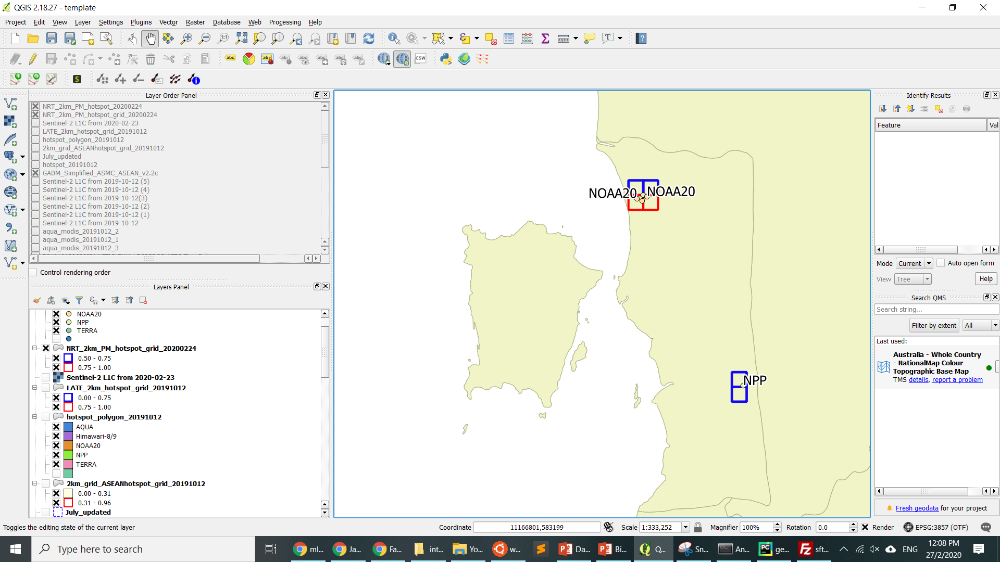 QGIS 2.18.27 - template
Project Edit View Layer Settings Plugins Vector Raster Database Web Processing Help
Layer Order Panel
NRT_2km_PM_hotspot_20200224
NRT_2km_PM_hotspot_grid_20200224
Sentinel-2 L1C from 2020-02-23
LATE_2km_hotspot_grid_20191012
hotspot_polygon_20191012
2km_grid_ASEANhotspot_grid_20191012
July_updated
hotspot_20191012
GADM_Simplified_ASMC_ASEAN_v2.2c
Sentinel-2 L1C from 2019-10-12 (5)
Sentinel-2 L1C from 2019-10-12 (4)
Sentinel-2 L1C from 2019-10-12(3)
Sentinel-2 L1C from 2019-10-12 (2)
Sentinel-2 L1C from 2019-10-12 (1)
Sentinel-2 L1C from 2019-10-12
aqua_modis_20191012_2
aqua_modis_20191012_1
aqua_modis_20191012_3
Control rendering order
Layers Panel
NOAA20
NPP
TERRA
NRT_2km_PM_hotspot_grid_20200224
0.50 - 0.75
0.75 - 1.00
Sentinel-2 L1C from 2020-02-23
LATE_2km_hotspot_grid_20191012
0.00 - 0.75
0.75 - 1.00
hotspot_polygon_20191012
AQUA
Himawari-8/9
NOAA20
NPP
TERRA
2km_grid_ASEANhotspot_grid_20191012
0.00 - 0.31
0.31 - 0.96
July_updated
NOAA20 NOAA20
NPP
Identify Results
Feature Val
Mode Current Auto open form
View Tree Help
Search QMS
Search string...
Filter by extent All
Last used:
Australia - Whole Country
- NationalMap Colour
Topographic Base Map
TMS details, report a problem
Fresh geodata for your project
Toggles the editing state of the current layer
Coordinate 11166801,583199 Scale 1:333,252 Magnifier 100% Rotation 0.0 Render EPSG:3857 (OTF)
Type here to search
ml... Ja... Fa... int... Yo... w... Da... Bi... Q... Sn... An... ge... sft... ENG
12:08 PM
27/2/2020